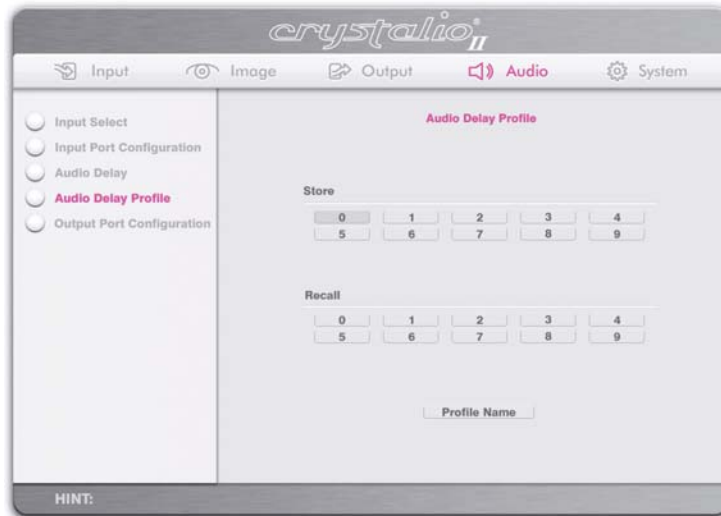 crystalio® II
Input Image Output Audio System
Input Select
Input Port Configuration
Audio Delay
Audio Delay Profile
Output Port Configuration
Audio Delay Profile
Store
0 1 2 3 4
5 6 7 8 9
Recall
0 1 2 3 4
5 6 7 8 9
Profile Name
HINT: